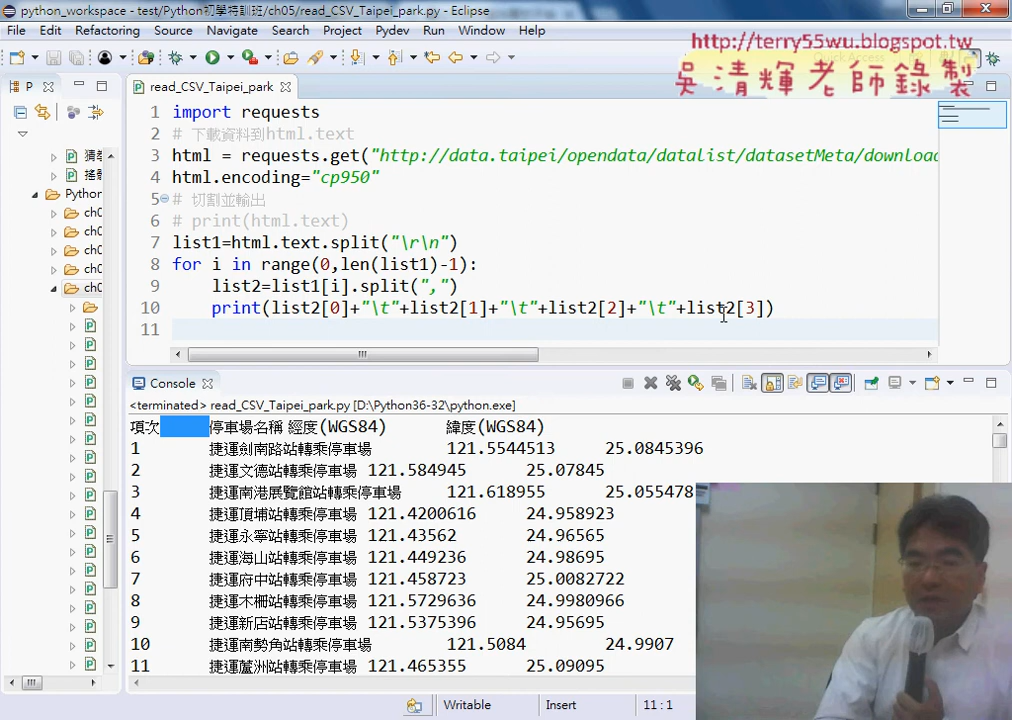 python_workspace - test/Python初學特訓班/ch05/read_CSV_Taipei_park.py - Eclipse
File Edit Refactoring Source Navigate Search Project Pydev Run Window Help
http://terry55wu.blogspot.tw
Quick Access
吳清輝老師錄製
P
read_CSV_Taipei_park
1 import requests
2 # 下載資料到html.text
3 html = requests.get("http://data.taipei/opendata/datalist/datasetMeta/download
4 html.encoding="cp950"
5 # 切割並輸出
6 # print(html.text)
7 list1=html.text.split("\r\n")
8 for i in range(0,len(list1)-1):
9 list2=list1[i].split(",")
10 print(list2[0]+"\t"+list2[1]+"\t"+list2[2]+"\t"+list2[3])
11
Python
ch0
ch0
ch0
ch0
ch0
Console
<terminated> read_CSV_Taipei_park.py [D:\Python36-32\python.exe]
項次 停車場名稱 經度(WGS84) 緯度(WGS84)
1 捷運劍南路站轉乘停車場 121.5544513 25.0845396
2 捷運文德站轉乘停車場 121.584945 25.07845
3 捷運南港展覽館站轉乘停車場 121.618955 25.055478
4 捷運頂埔站轉乘停車場 121.4200616 24.958923
5 捷運永寧站轉乘停車場 121.43562 24.96565
6 捷運海山站轉乘停車場 121.449236 24.98695
7 捷運府中站轉乘停車場 121.458723 25.0082722
8 捷運木柵站轉乘停車場 121.5729636 24.9980966
9 捷運新店站轉乘停車場 121.5375396 24.95695
10 捷運南勢角站轉乘停車場 121.5084 24.9907
11 捷運蘆洲站轉乘停車場 121.465355 25.09095
Writable Insert 11 : 1